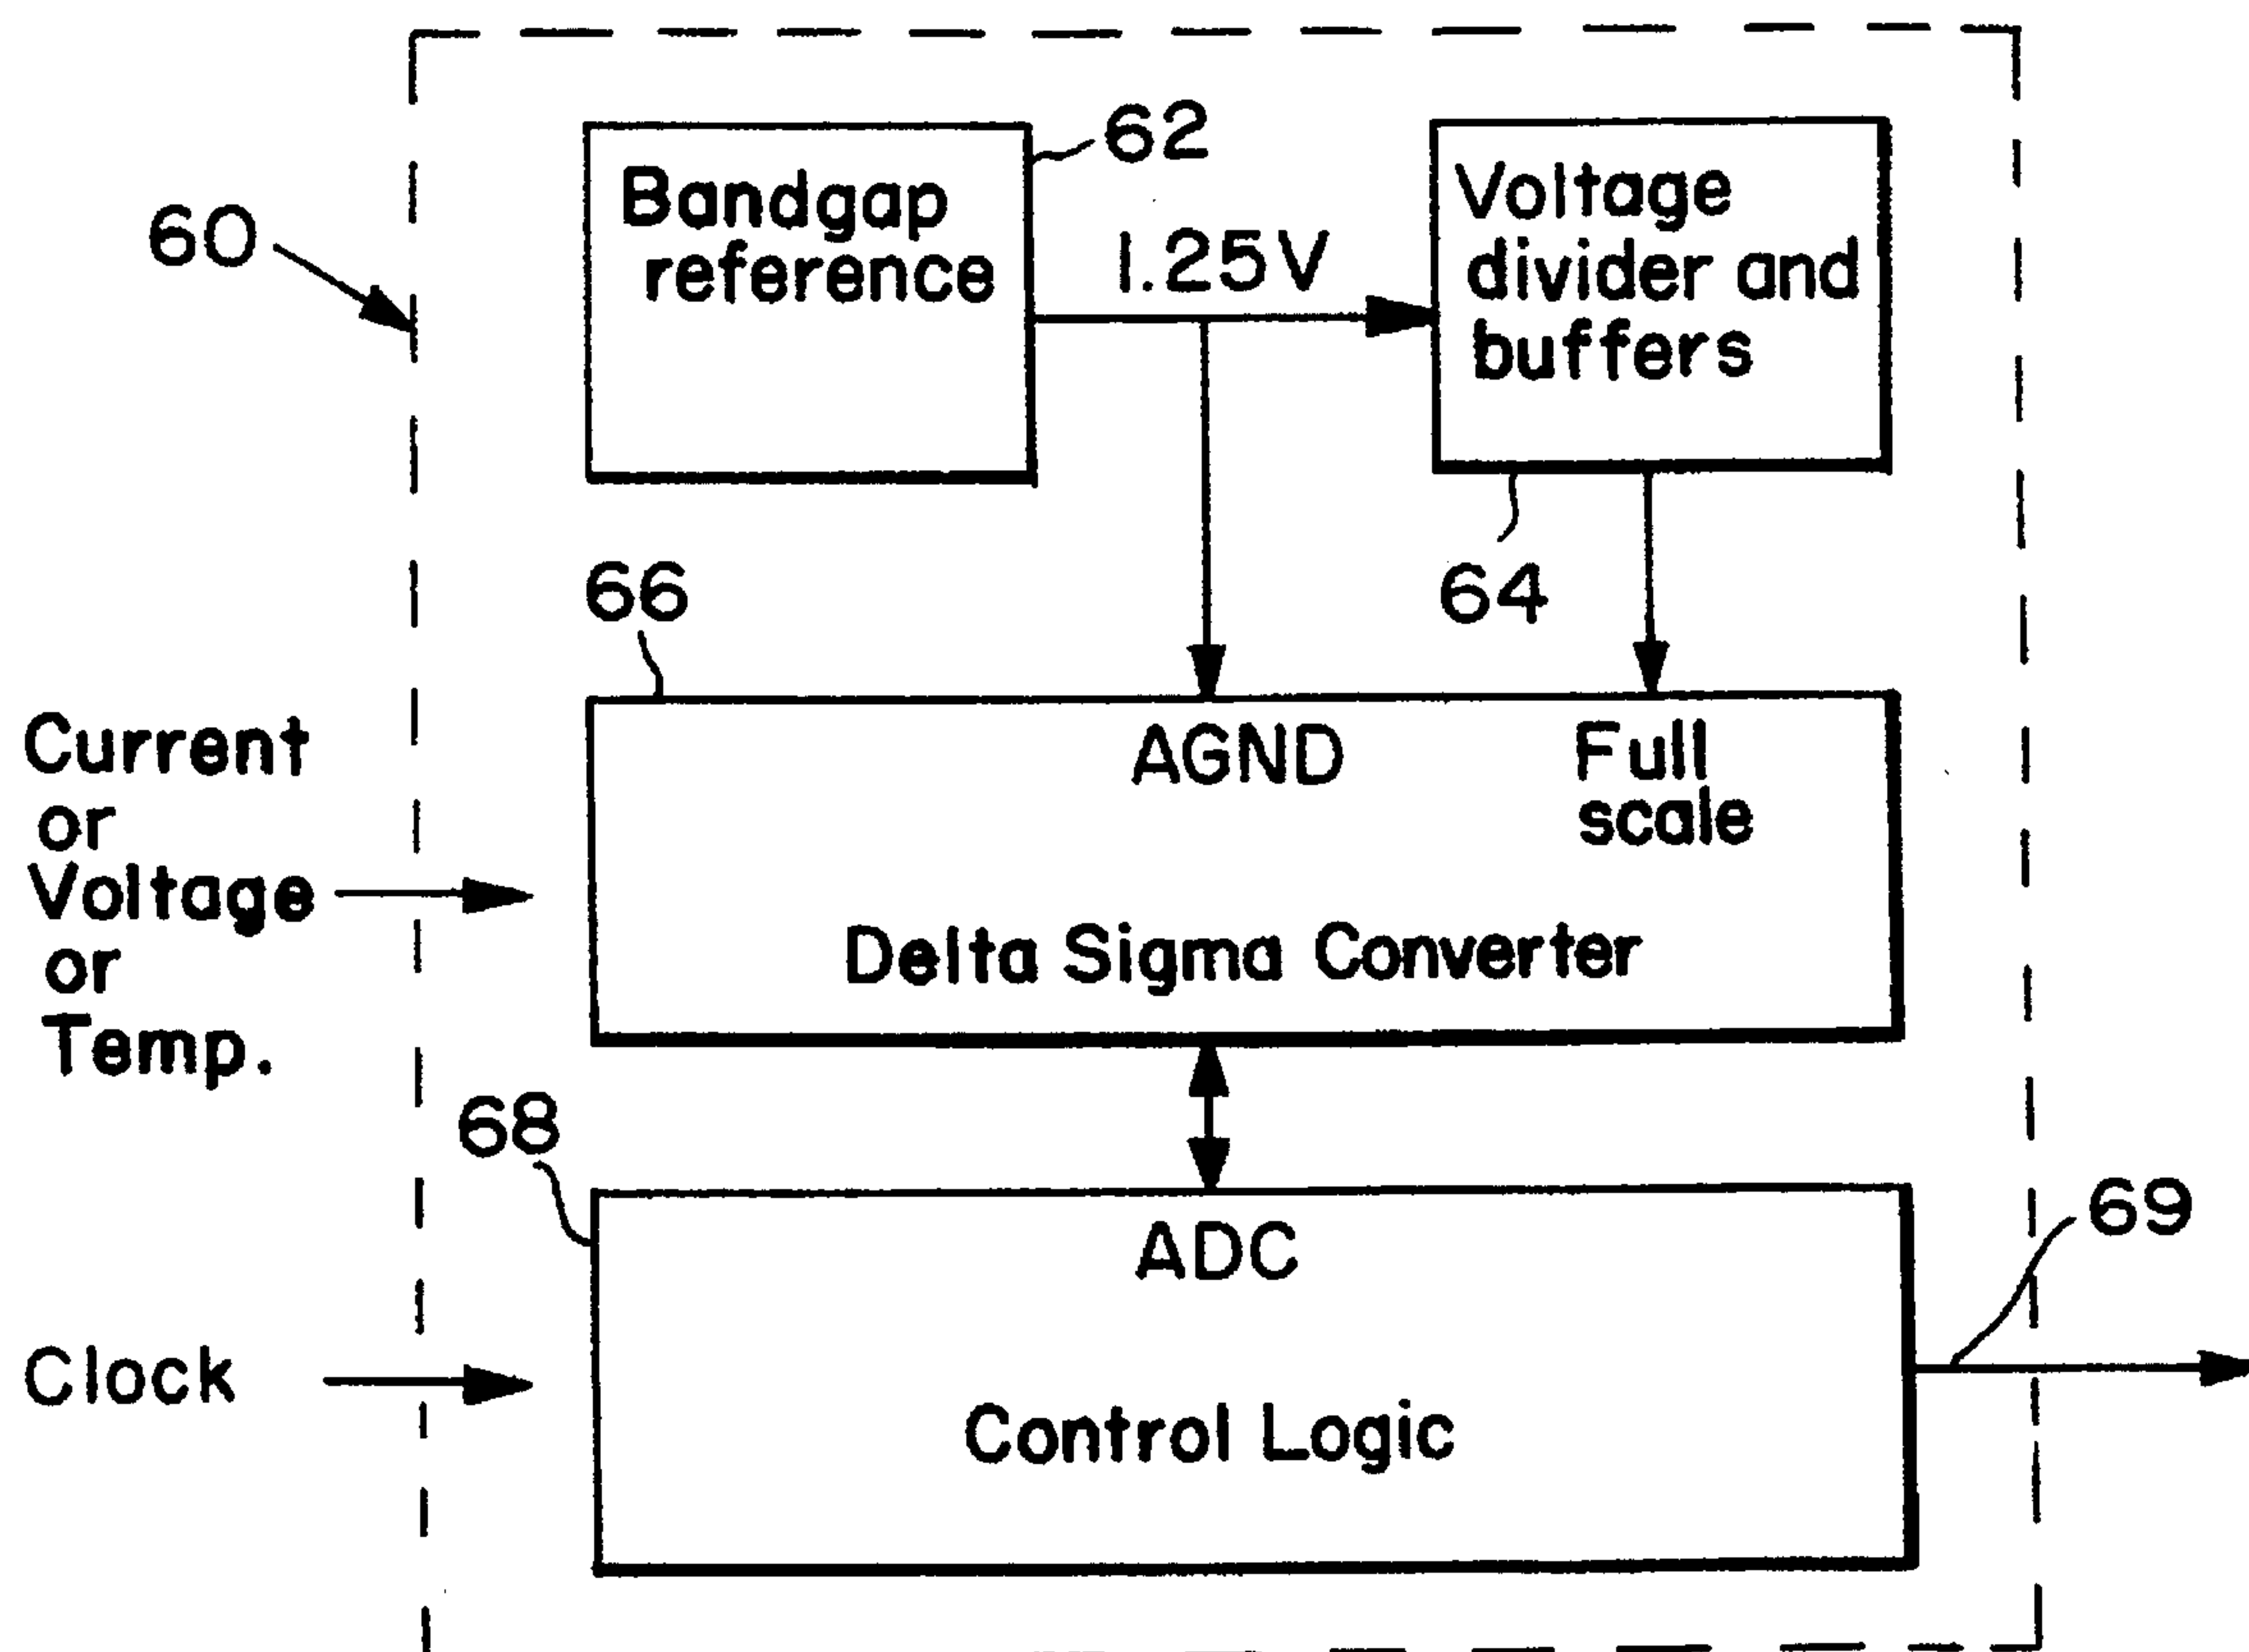 62
Bandgap
reference
Voltage
divider and
buffers
60
1.25V
66
64
Current
or
Voltage
or
Temp.
AGND
Full
scale
Delta Sigma Converter
68
69
ADC
Clock
Control Logic